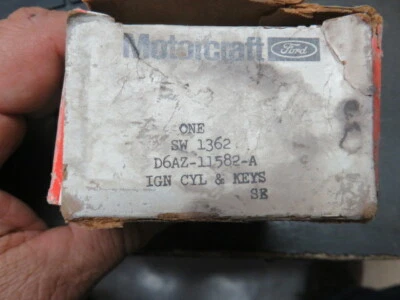 Motorcraft Ford
ONE
SW 1362
D6AZ-11582-A
IGN CYL & KEYS
SE